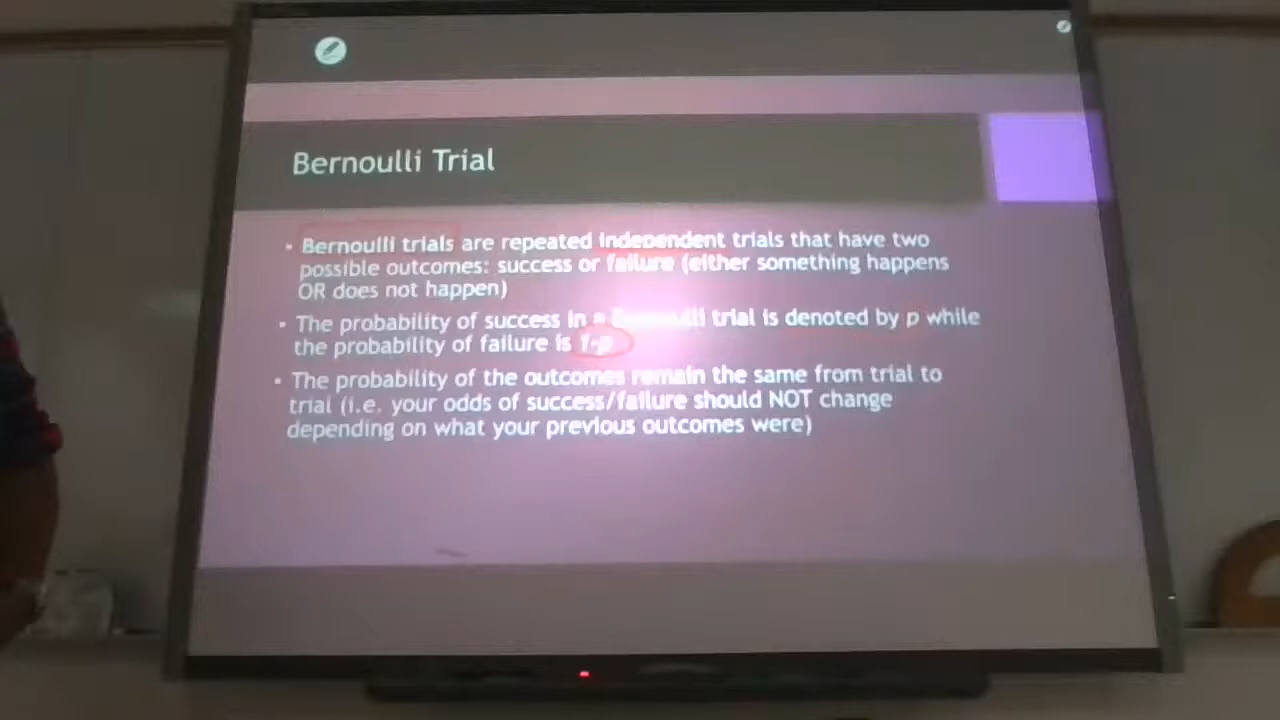 Bernoulli Trial
▪ Bernoulli trials are repeated independent trials that have two
possible outcomes: success or failure (either something happens
OR does not happen)
▪ The probability of success in a Bernoulli trial is denoted by p while
the probability of failure is 1-p
▪ The probability of the outcomes remain the same from trial to
trial (i.e. your odds of success/failure should NOT change
depending on what your previous outcomes were)